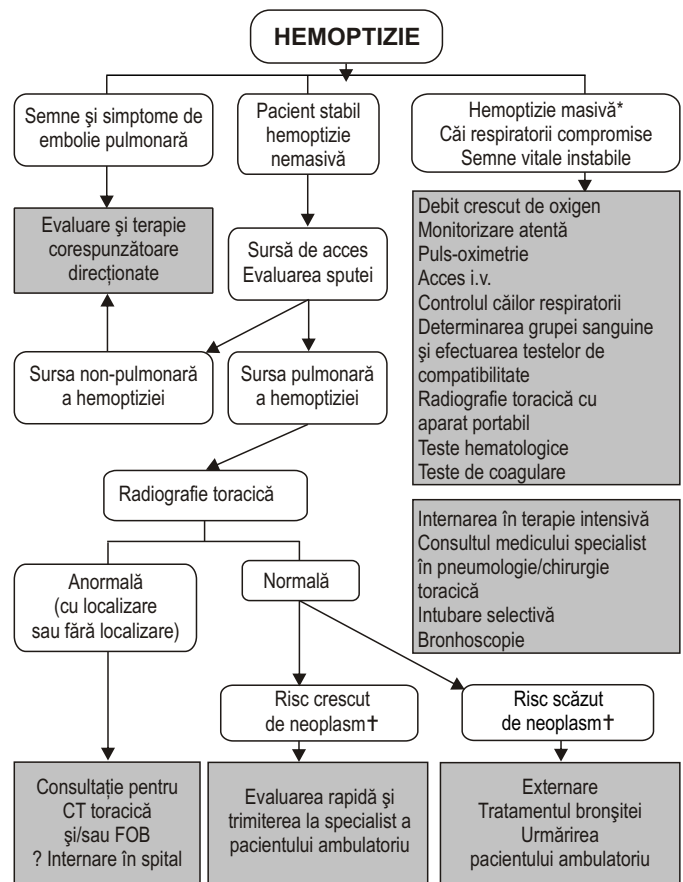 HEMOPTIZIE
Semne şi simptome de
embolie pulmonară
Pacient stabil
hemoptizie
nemasivă
Hemoptizie masivă*
Căi respiratorii compromise
Semne vitale instabile
Evaluare şi terapie
corespunzătoare
direcționate
Sursă de acces
Evaluarea sputei
Debit crescut de oxigen
Monitorizare atentă
Puls-oximetrie
Acces i.v.
Controlul căilor respiratorii
Determinarea grupei sanguine
şi efectuarea testelor de
compatibilitate
Radiografie toracică cu
aparat portabil
Teste hematologice
Teste de coagulare
Sursa non-pulmonară
a hemoptiziei
Sursa pulmonară
a hemoptiziei
Radiografie toracică
Internarea în terapie intensivă
Consultul medicului specialist
în pneumologie/chirurgie
toracică
Intubare selectivă
Bronhoscopie
Anormală
(cu localizare
sau fără localizare)
Normală
Risc crescut
de neoplasm†
Risc scăzut
de neoplasm†
Consultație pentru
CT toracică
şi/sau FOB
? Internare în spital
Evaluarea rapidă şi
trimiterea la specialist a
pacientului ambulatoriu
Externare
Tratamentul bronşitei
Urmărirea
pacientului ambulatoriu